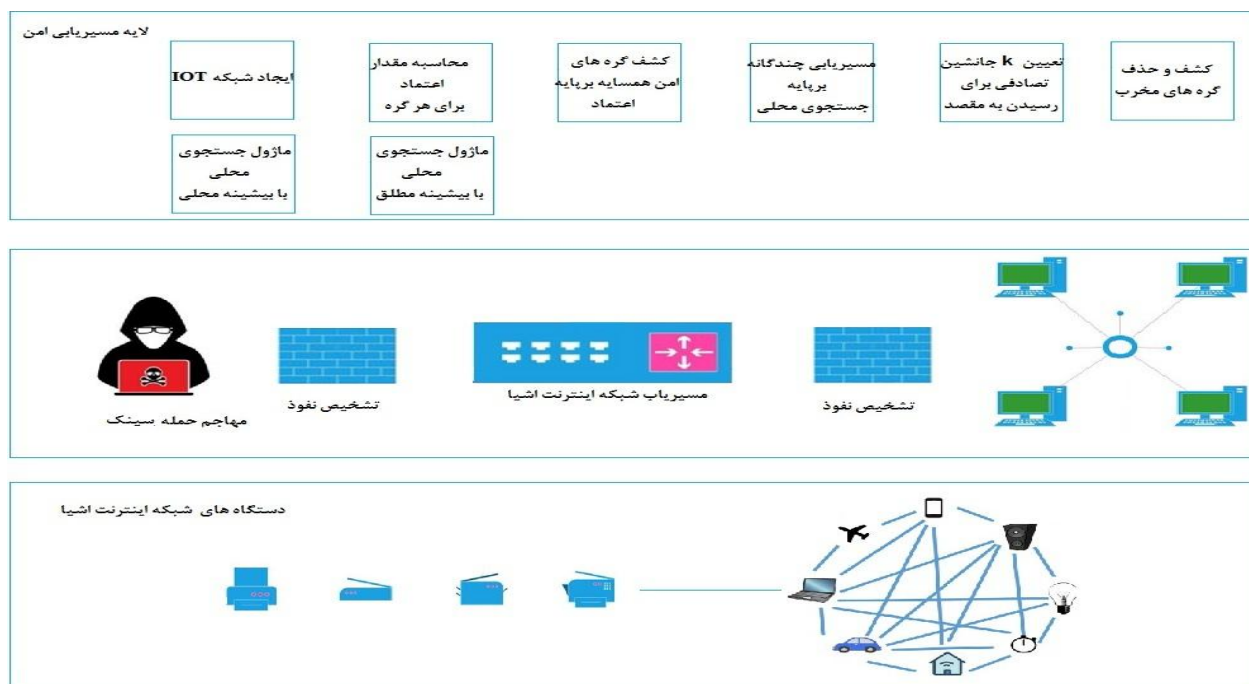 لایه مسیریابی امن
کشف و حذف
گره های مخرب
تعیین k جانشین
تصادفی برای
رسیدن به مقصد
مسیریابی چندگانه
برپایه
جستجوی محلی
کشف گره های
امن همسایه برپایه
اعتماد
محاسبه مقدار
اعتماد
برای هر گره
ایجاد شبکه IOT
ماژول جستجوی
محلی
با بیشینه مطلق
ماژول جستجوی
محلی
با بیشینه محلی
تشخیص نفوذ
مسیریاب شبکه اینترنت اشیا
تشخیص نفوذ
مهاجم حمله سینک
دستگاه های شبکه اینترنت اشیا